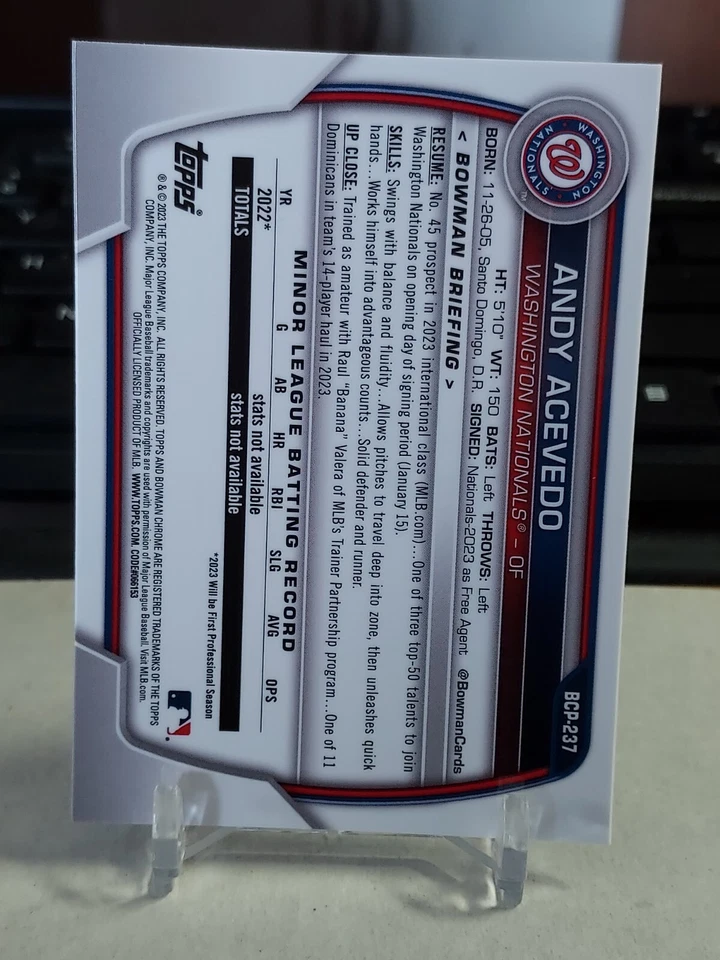 WASHINGTON
NATIONALS
W
TM
ANDY ACEVEDO
WASHINGTON NATIONALS® – OF
BCP-237
HT: 5'10" WT: 150 BATS: Left THROWS: Left
BORN: 11-26-05, Santo Domingo, D.R. SIGNED: Nationals-2023 as Free Agent @BowmanCards
< BOWMAN BRIEFING >
RESUME: No. 45 prospect in 2023 international class (MLB.com)...One of three top-50 talents to join
Washington Nationals on opening day of signing period (January 15).
SKILLS: Swings with balance and fluidity...Allows pitches to travel deep into zone, then unleashes quick
hands...Works himself into advantageous counts...Solid defender and runner.
UP CLOSE: Trained as amateur with Raul "Banana" Valera of MLB's Trainer Partnership program...One of 11
Dominicans in team's 14-player haul in 2023.
MINOR LEAGUE BATTING RECORD
YR G AB HR RBI SLG AVG OPS
2022* stats not available
TOTALS stats not available
*2023 Will be First Professional Season
topps®
® & © 2023 THE TOPPS COMPANY, INC. ALL RIGHTS RESERVED. TOPPS AND BOWMAN CHROME ARE REGISTERED TRADEMARKS OF THE TOPPS
COMPANY, INC. Major League Baseball trademarks and copyrights are used with permission of Major League Baseball. Visit MLB.com.
OFFICIALLY LICENSED PRODUCT OF MLB. WWW.TOPPS.COM CODE#066153